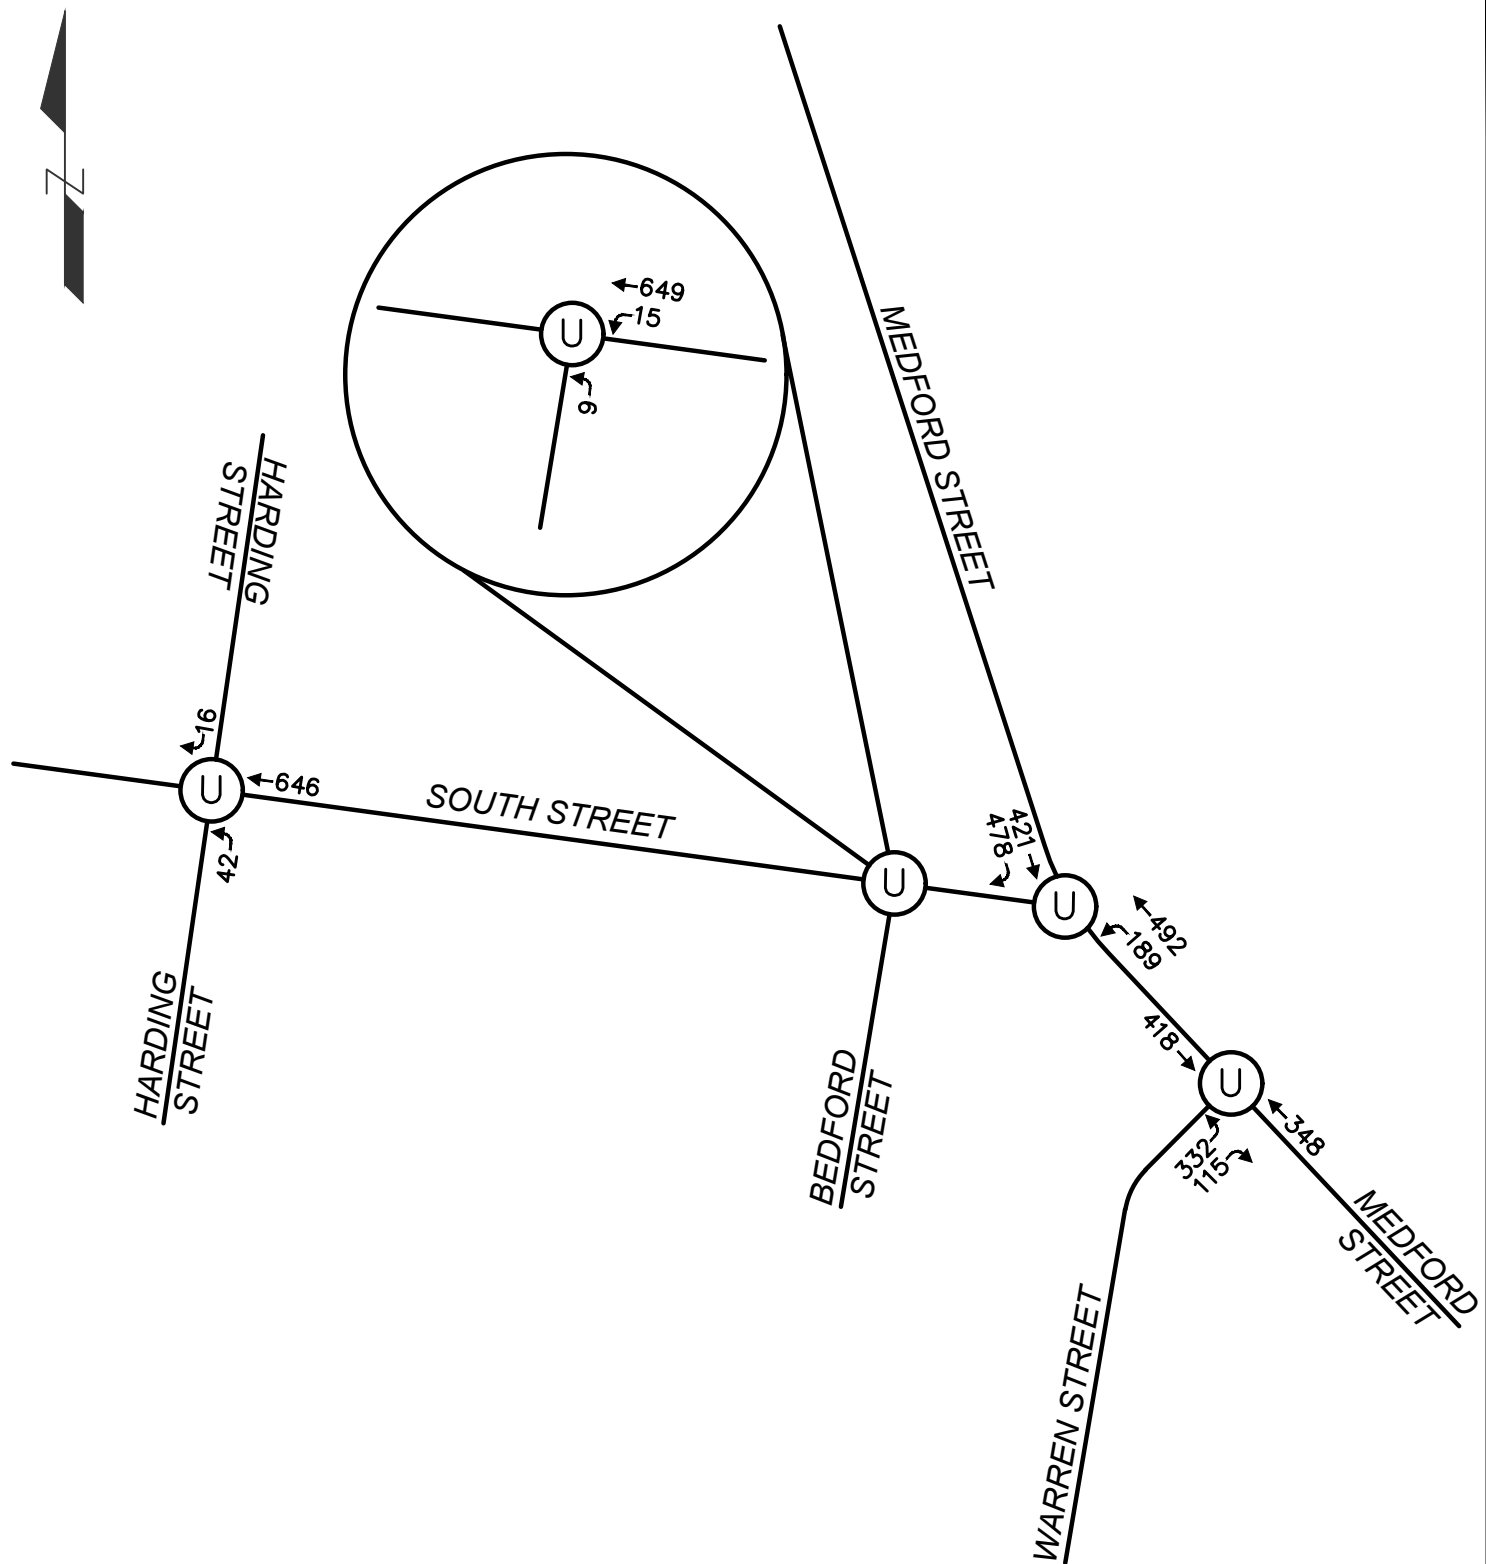 N
649
15
U
9
MEDFORD STREET
HARDING
STREET
16
U
646
42
SOUTH STREET
421
478
U
U
492
189
418
U
348
332
115
HARDING
STREET
BEDFORD
STREET
MEDFORD
STREET
WARREN STREET